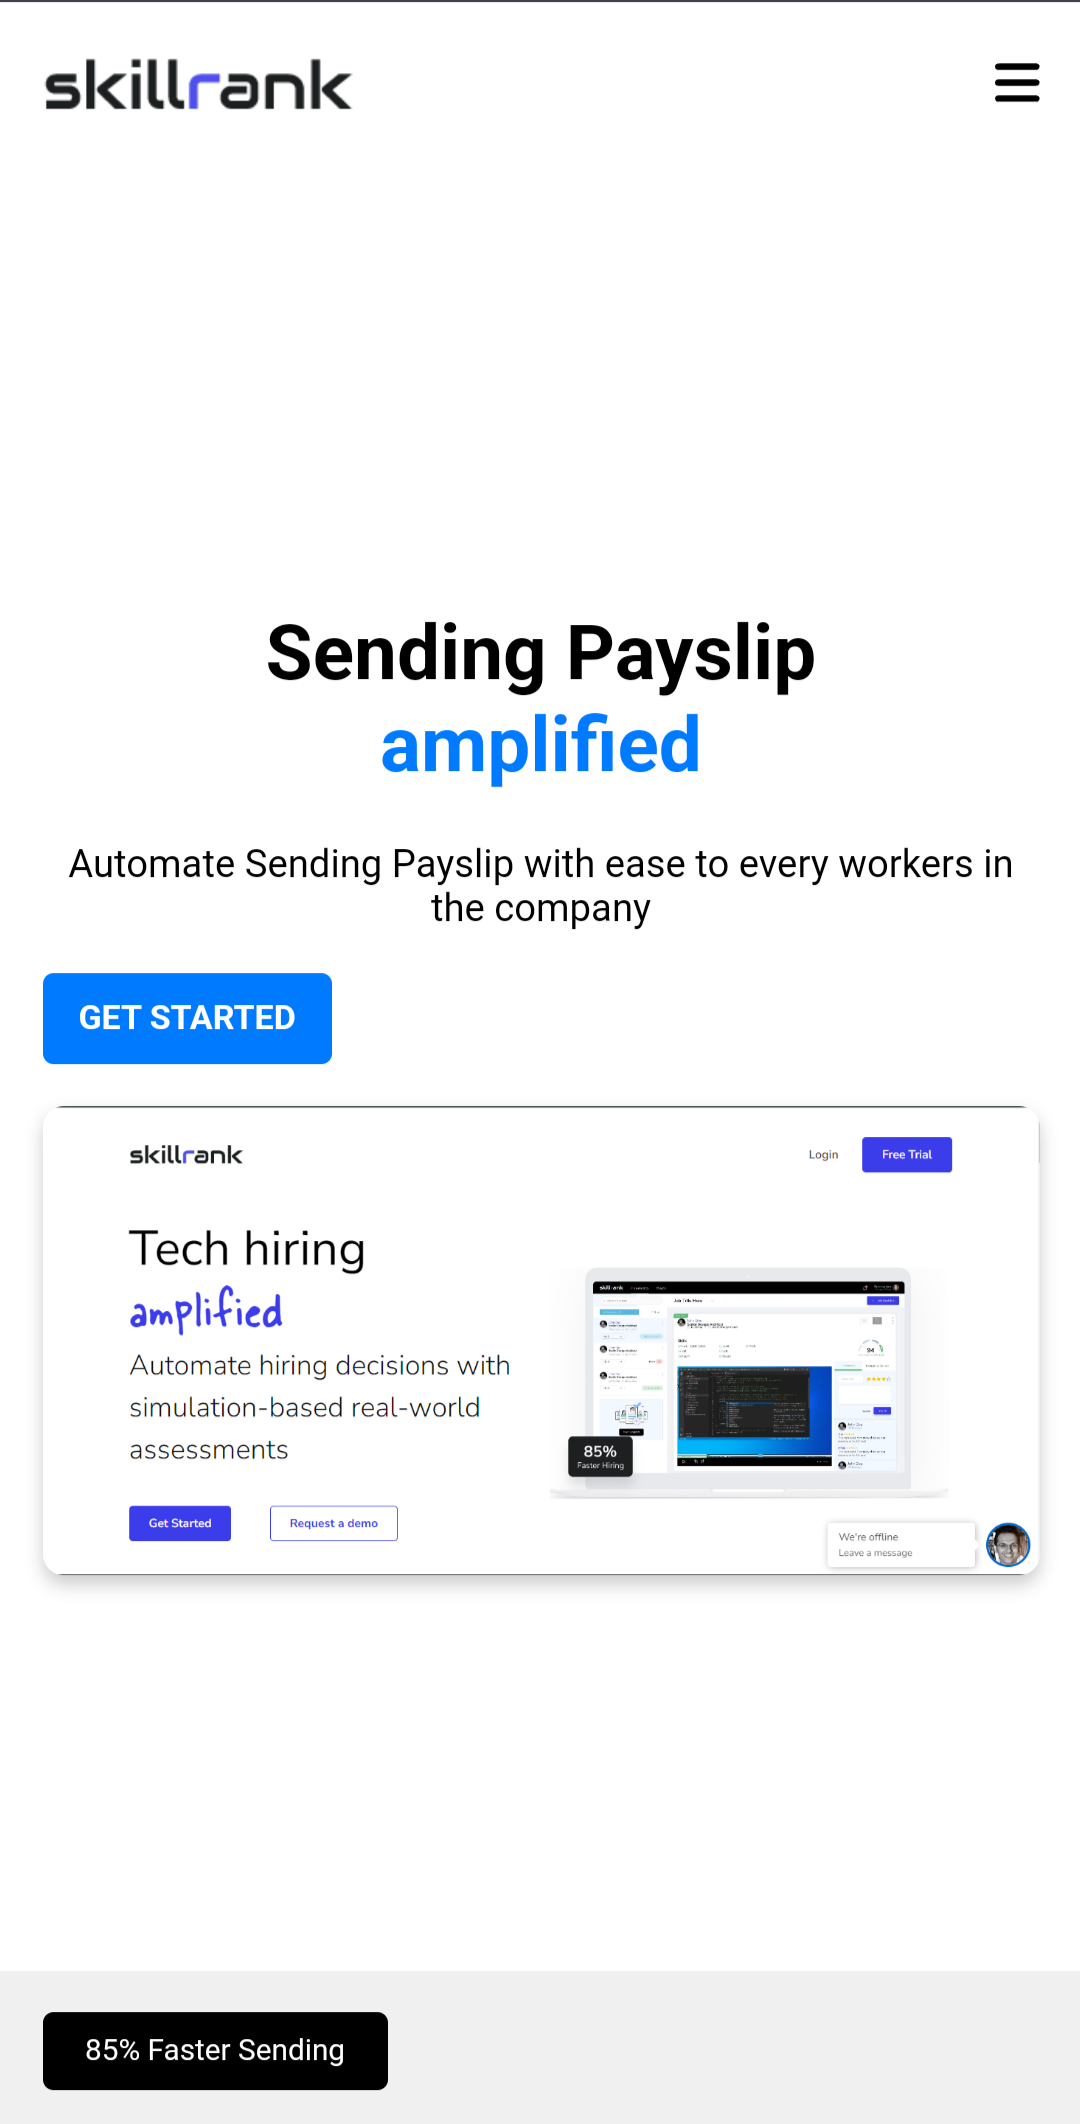 skillrank
Sending Payslip
amplified
Automate Sending Payslip with ease to every workers in
the company
GET STARTED
skillrank
Login
Free Trial
Tech hiring
amplified
Automate hiring decisions with
simulation-based real-world
assessments
85%
Faster Hiring
Get Started
Request a demo
We're offline
Leave a message
85% Faster Sending